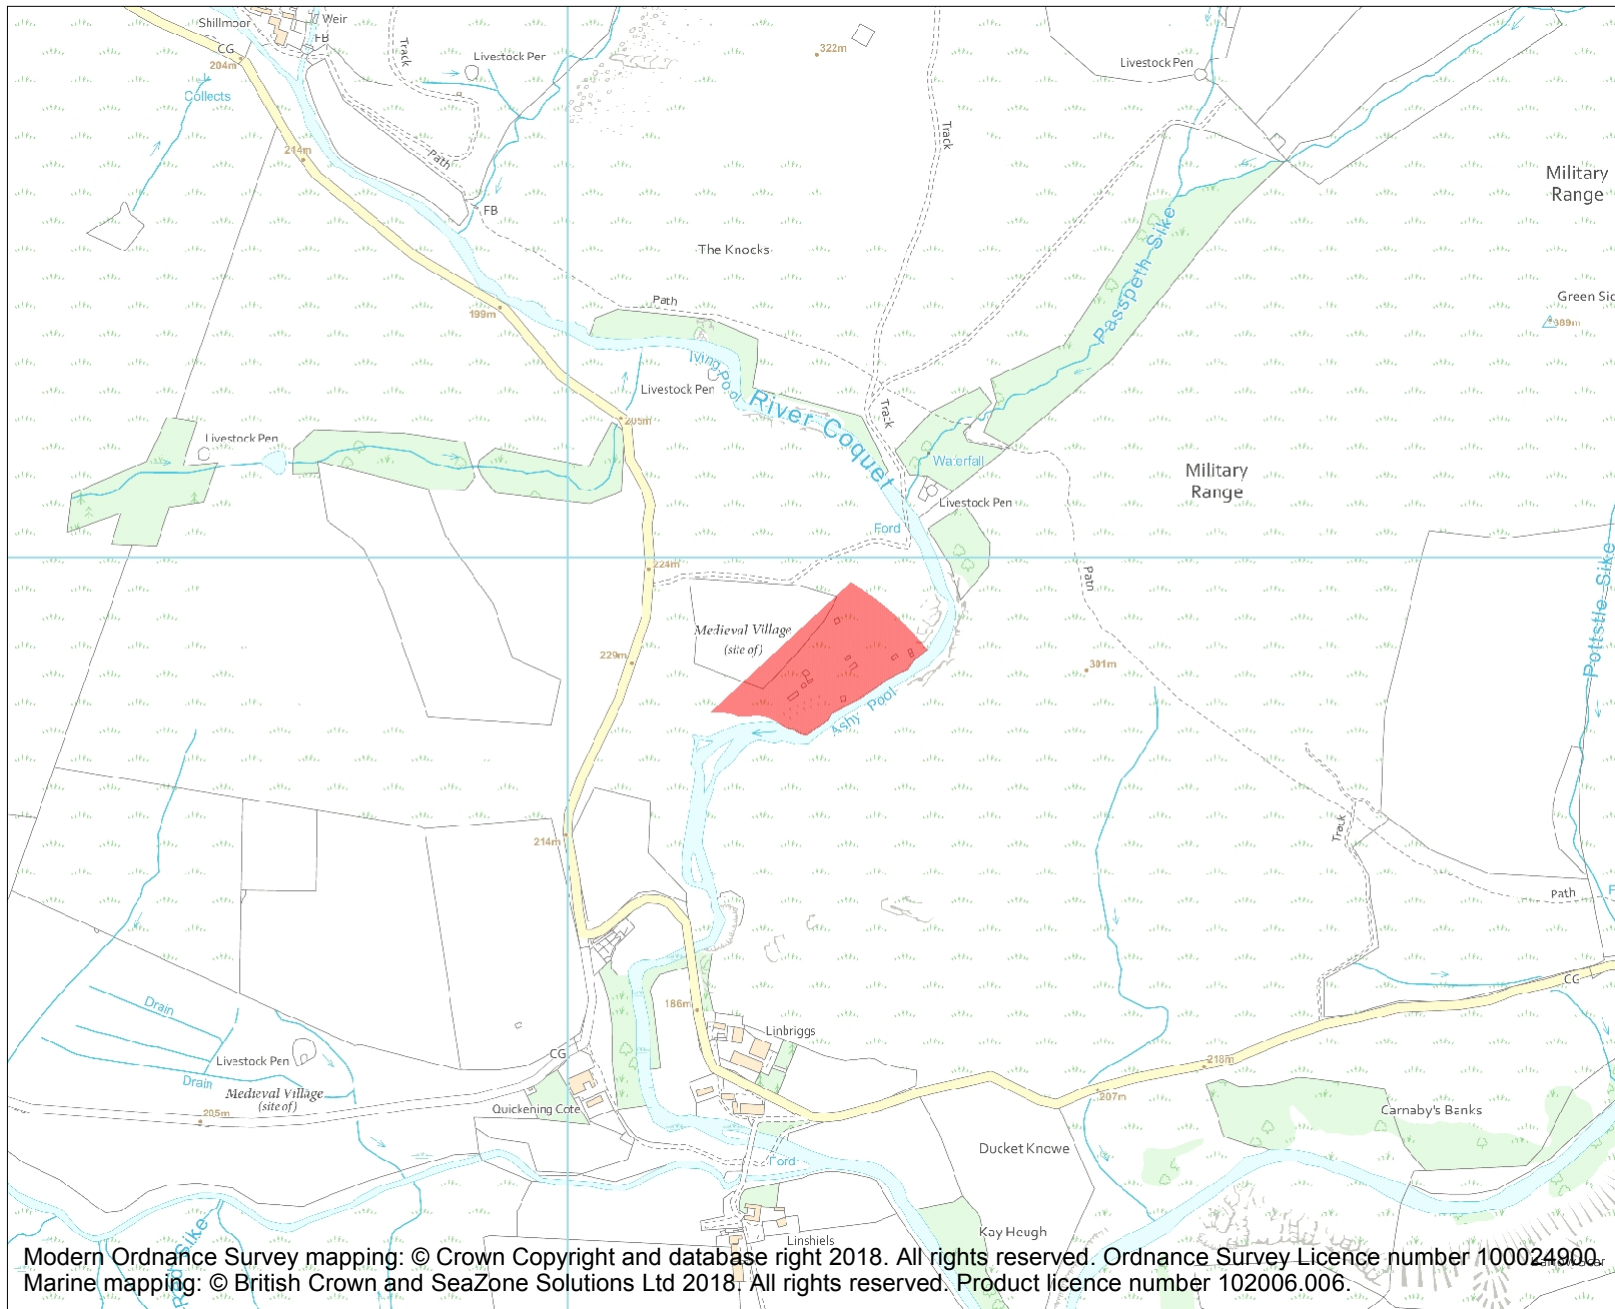 Shillmoor
Weir
FB
CG
204m
Track
Livestock Pen
322m
Livestock Pen
Collects
Track
214m
Path
Military
Range
FB
Passpeth Sike
The Knocks
Path
199m
389m
Iving Pool
Livestock Pen
River Coquet
Track
205m
Livestock Pen
Waterfall
Military
Range
Livestock Pen
Ford
Pottstle Sike
224m
Path
Medieval Village
(site of)
229m
301m
Ashy Pool
Track
214m
Path
CG
Drain
186m
Linbriggs
CG
Livestock Pen
218m
Drain
Medieval Village
(site of)
207m
205m
Quickening Cote
Carnaby's Banks
Ducket Knowe
Ford
Sike
Kay Heugh
Linshiels
Modern Ordnance Survey mapping: © Crown Copyright and database right 2018. All rights reserved. Ordnance Survey Licence number 100024900.
Marine mapping: © British Crown and SeaZone Solutions Ltd 2018. All rights reserved. Product licence number 102006.006.